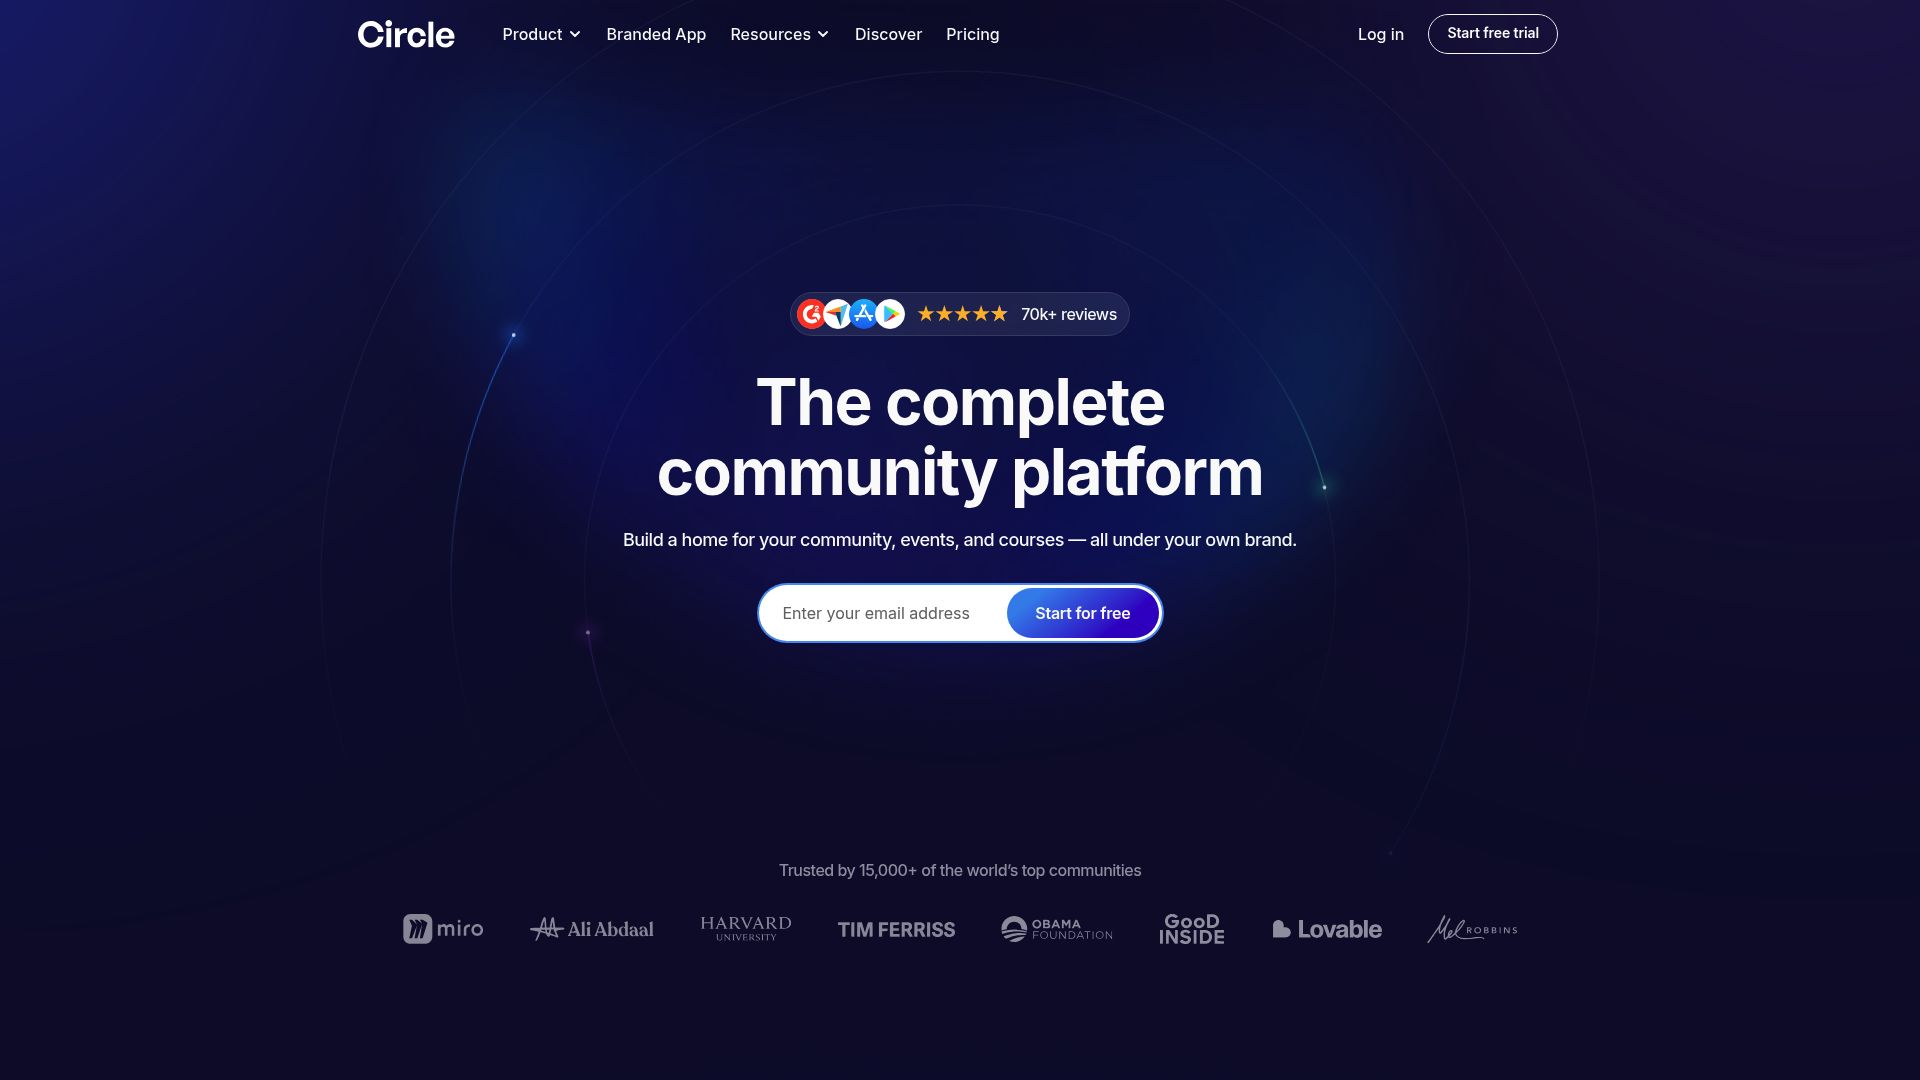 Circle
Product
Branded App
Resources
Discover
Pricing
Log in
Start free trial
70k+ reviews
The complete
community platform
Build a home for your community, events, and courses — all under your own brand.
Enter your email address
Start for free
Trusted by 15,000+ of the world’s top communities
miro
Ali Abdaal
HARVARD
UNIVERSITY
TIM FERRISS
OBAMA
FOUNDATION
GooD
INSIDE
Lovable
Mel ROBBINS